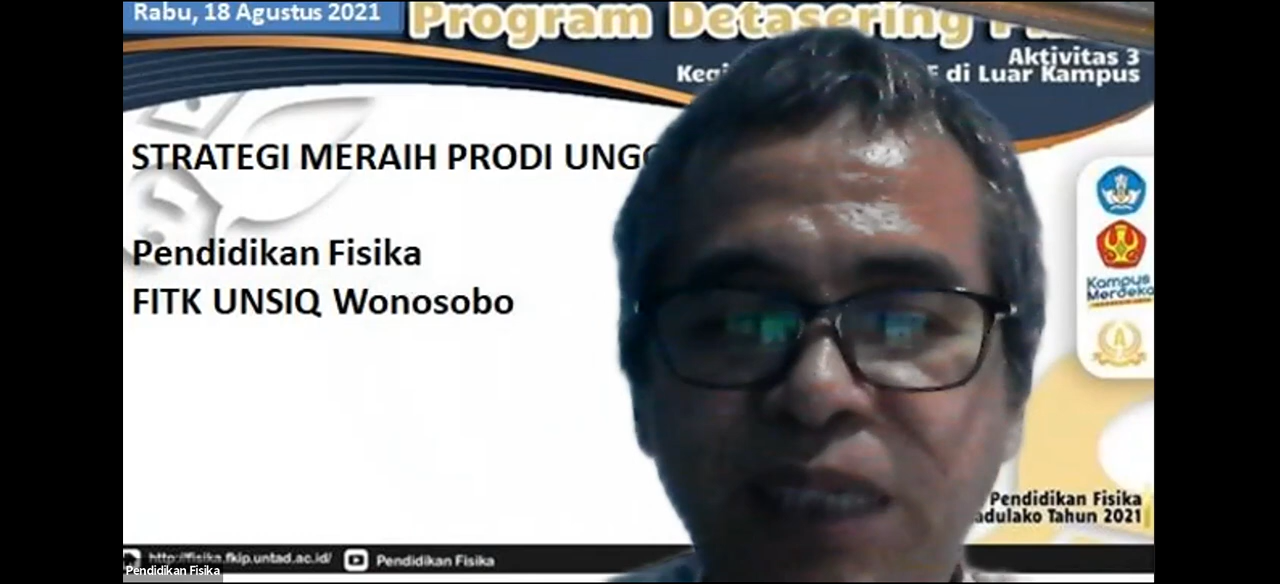 Rabu, 18 Agustus 2021
Program Detasering
Aktivitas 3
di Luar Kampus
STRATEGI MERAIH PRODI
Pendidikan Fisika
FITK UNSIQ Wonosobo
Kampus
Merdeka
Pendidikan Fisika
Tahun 2021
http://fisika.fkip.untad.ac.id/
Pendidikan Fisika
Pendidikan Fisika